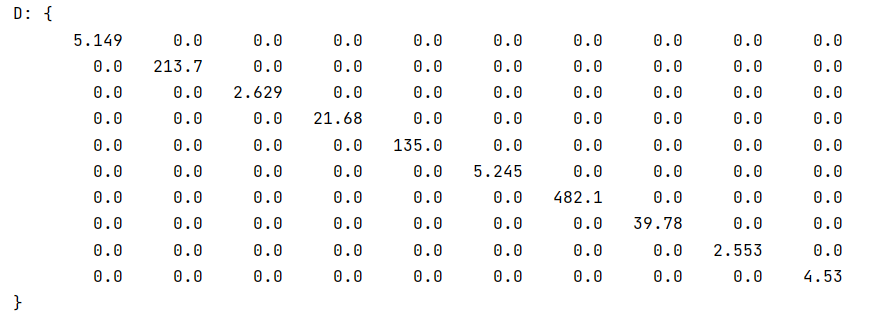 D: {
5.149 0.0 0.0 0.0 0.0 0.0 0.0 0.0 0.0 0.0
0.0 213.7 0.0 0.0 0.0 0.0 0.0 0.0 0.0 0.0
0.0 0.0 2.629 0.0 0.0 0.0 0.0 0.0 0.0 0.0
0.0 0.0 0.0 21.68 0.0 0.0 0.0 0.0 0.0 0.0
0.0 0.0 0.0 0.0 135.0 0.0 0.0 0.0 0.0 0.0
0.0 0.0 0.0 0.0 0.0 5.245 0.0 0.0 0.0 0.0
0.0 0.0 0.0 0.0 0.0 0.0 482.1 0.0 0.0 0.0
0.0 0.0 0.0 0.0 0.0 0.0 0.0 39.78 0.0 0.0
0.0 0.0 0.0 0.0 0.0 0.0 0.0 0.0 2.553 0.0
0.0 0.0 0.0 0.0 0.0 0.0 0.0 0.0 0.0 4.53
}